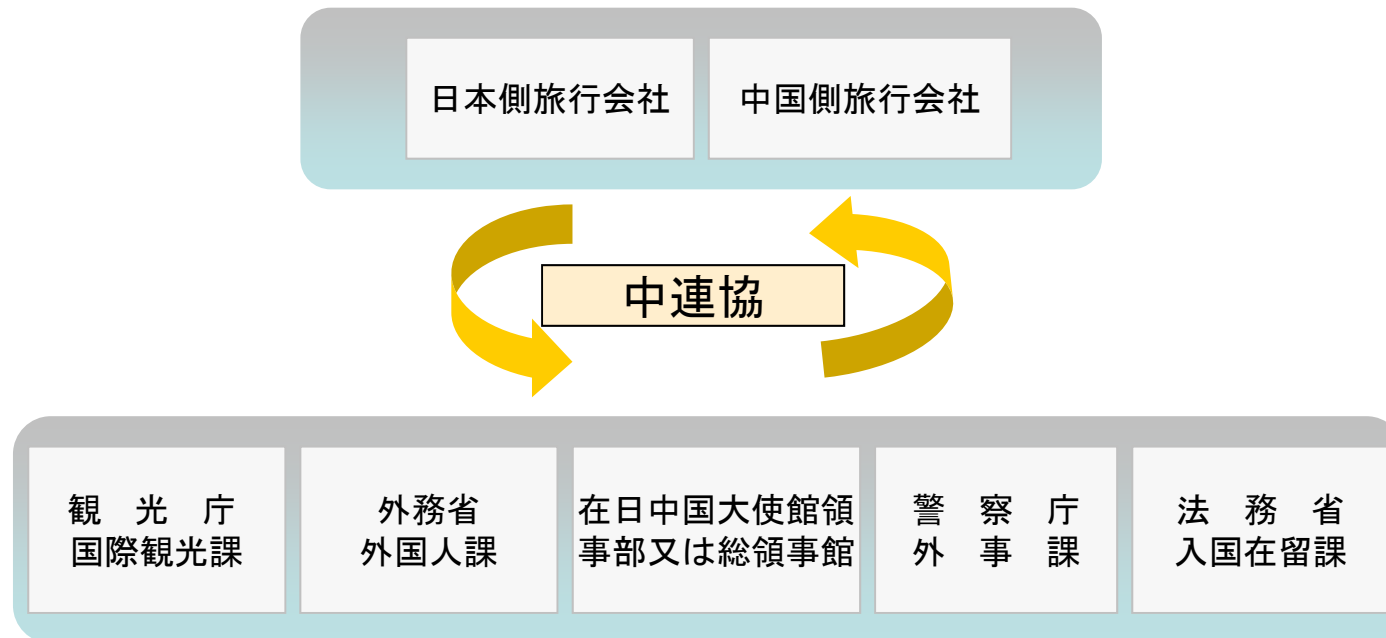 日本側旅行会社
中国側旅行会社
中連協
観　光　庁
国際観光課
外務省
外国人課
在日中国大使館領
事部又は総領事館
警　察　庁
外　事　課
法　務　省
入国在留課